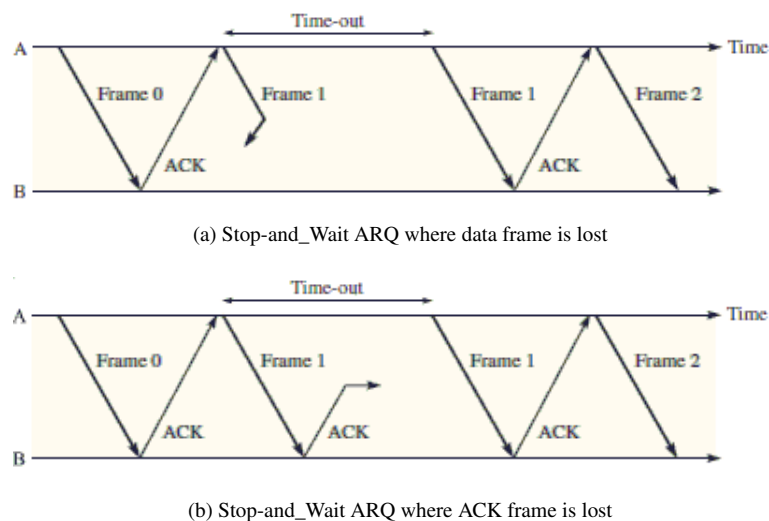 Time-out
A
Time
Frame 0
Frame 1
Frame 1
Frame 2
ACK
ACK
B
(a) Stop-and_Wait ARQ where data frame is lost
Time-out
A
Time
Frame 0
Frame 1
Frame 1
Frame 2
ACK
ACK
ACK
B
(b) Stop-and_Wait ARQ where ACK frame is lost